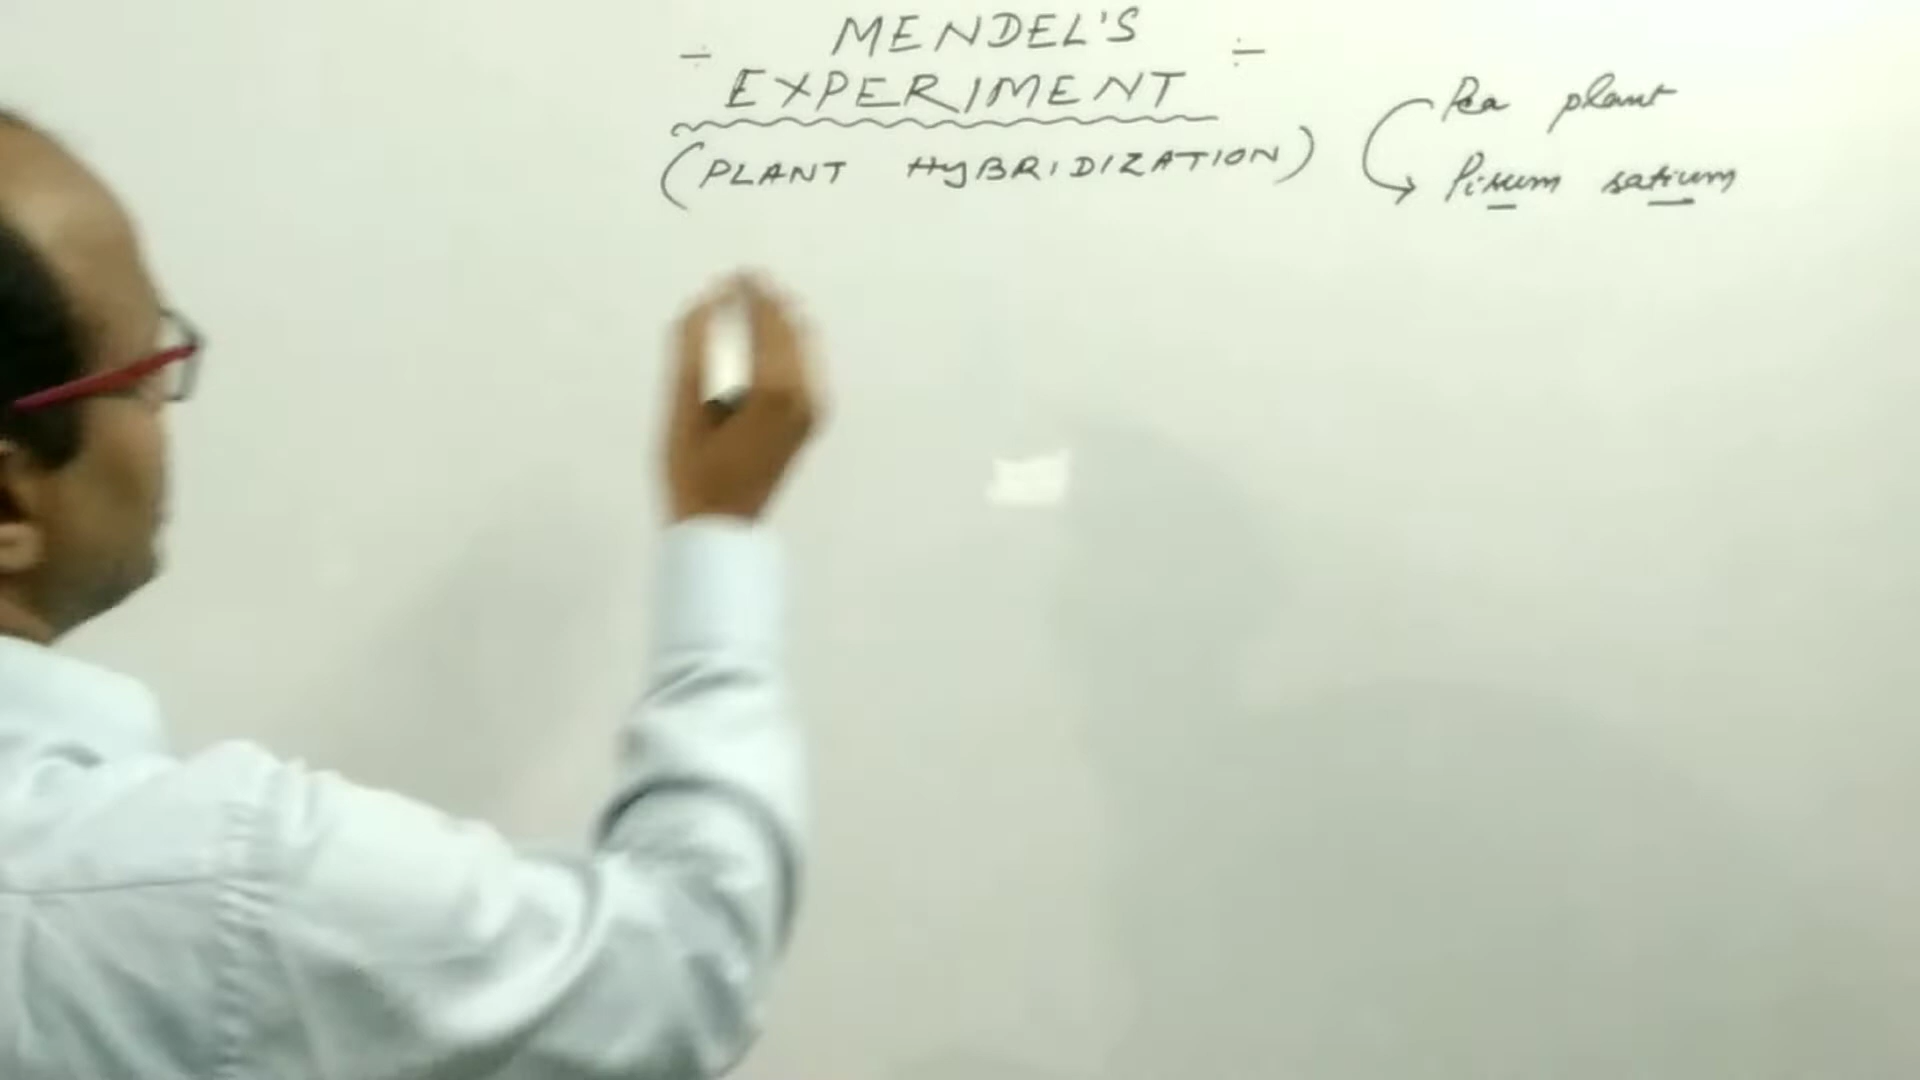 ÷ MENDEL'S ÷
EXPERIMENT
(PLANT HYBRIDIZATION)
Pea plant
Pisum sativum